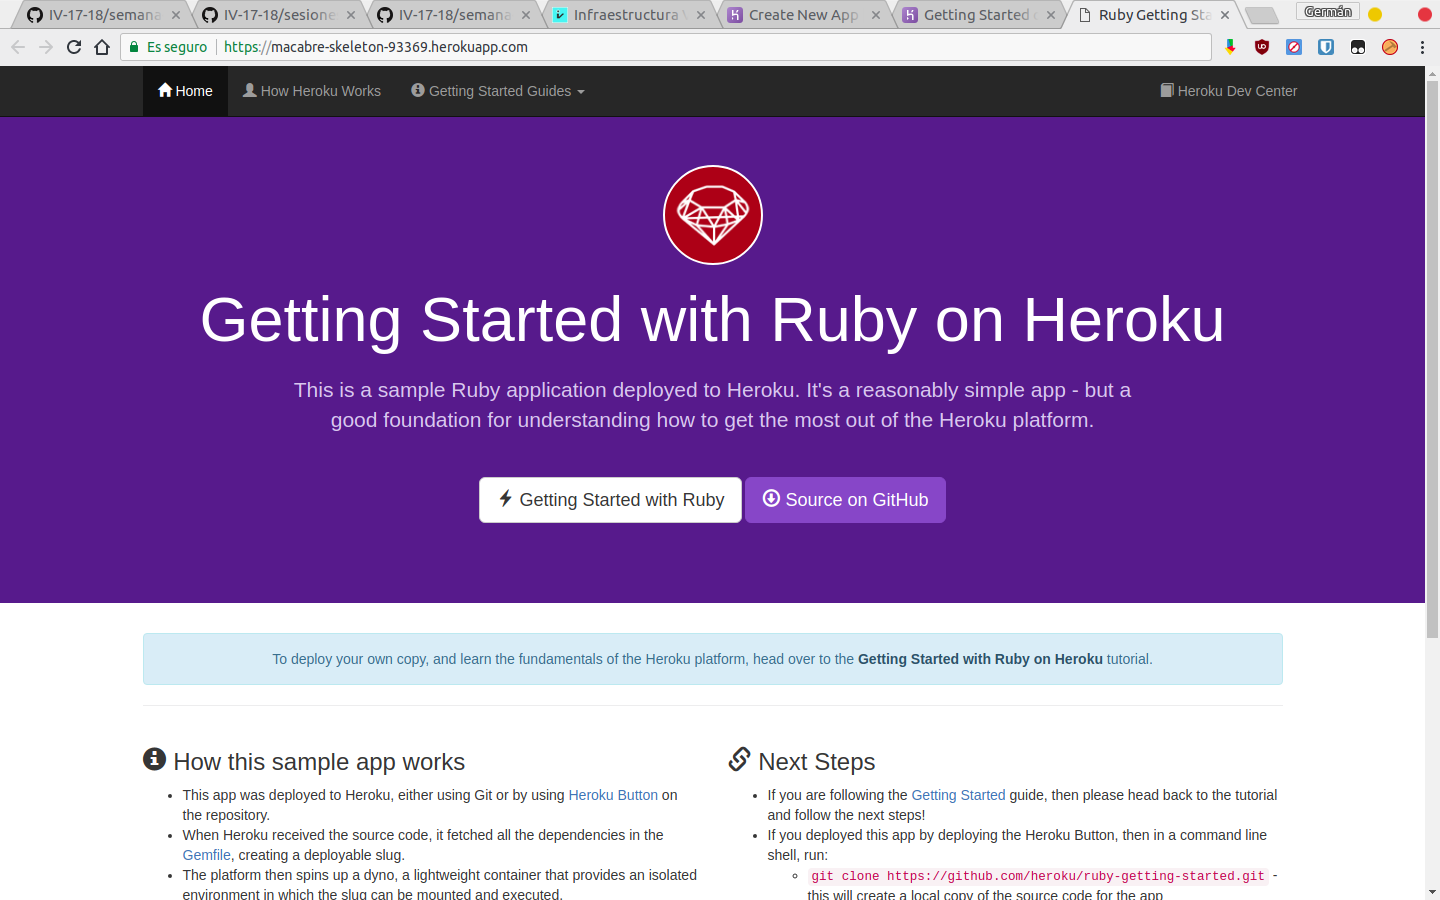 IV-17-18/semana
IV-17-18/sesione
IV-17-18/semana
Infraestructura V
Create New App
Getting Started o
Ruby Getting Sta
Germán
Es seguro
https://macabre-skeleton-93369.herokuapp.com
Home
How Heroku Works
Getting Started Guides
Heroku Dev Center
Getting Started with Ruby on Heroku
This is a sample Ruby application deployed to Heroku. It's a reasonably simple app - but a
good foundation for understanding how to get the most out of the Heroku platform.
Getting Started with Ruby
Source on GitHub
To deploy your own copy, and learn the fundamentals of the Heroku platform, head over to the Getting Started with Ruby on Heroku tutorial.
How this sample app works
This app was deployed to Heroku, either using Git or by using Heroku Button on
the repository.
When Heroku received the source code, it fetched all the dependencies in the
Gemfile, creating a deployable slug.
The platform then spins up a dyno, a lightweight container that provides an isolated
environment in which the slug can be mounted and executed.
Next Steps
If you are following the Getting Started guide, then please head back to the tutorial
and follow the next steps!
If you deployed this app by deploying the Heroku Button, then in a command line
shell, run:
git clone https://github.com/heroku/ruby-getting-started.git -
this will create a local copy of the source code for the app